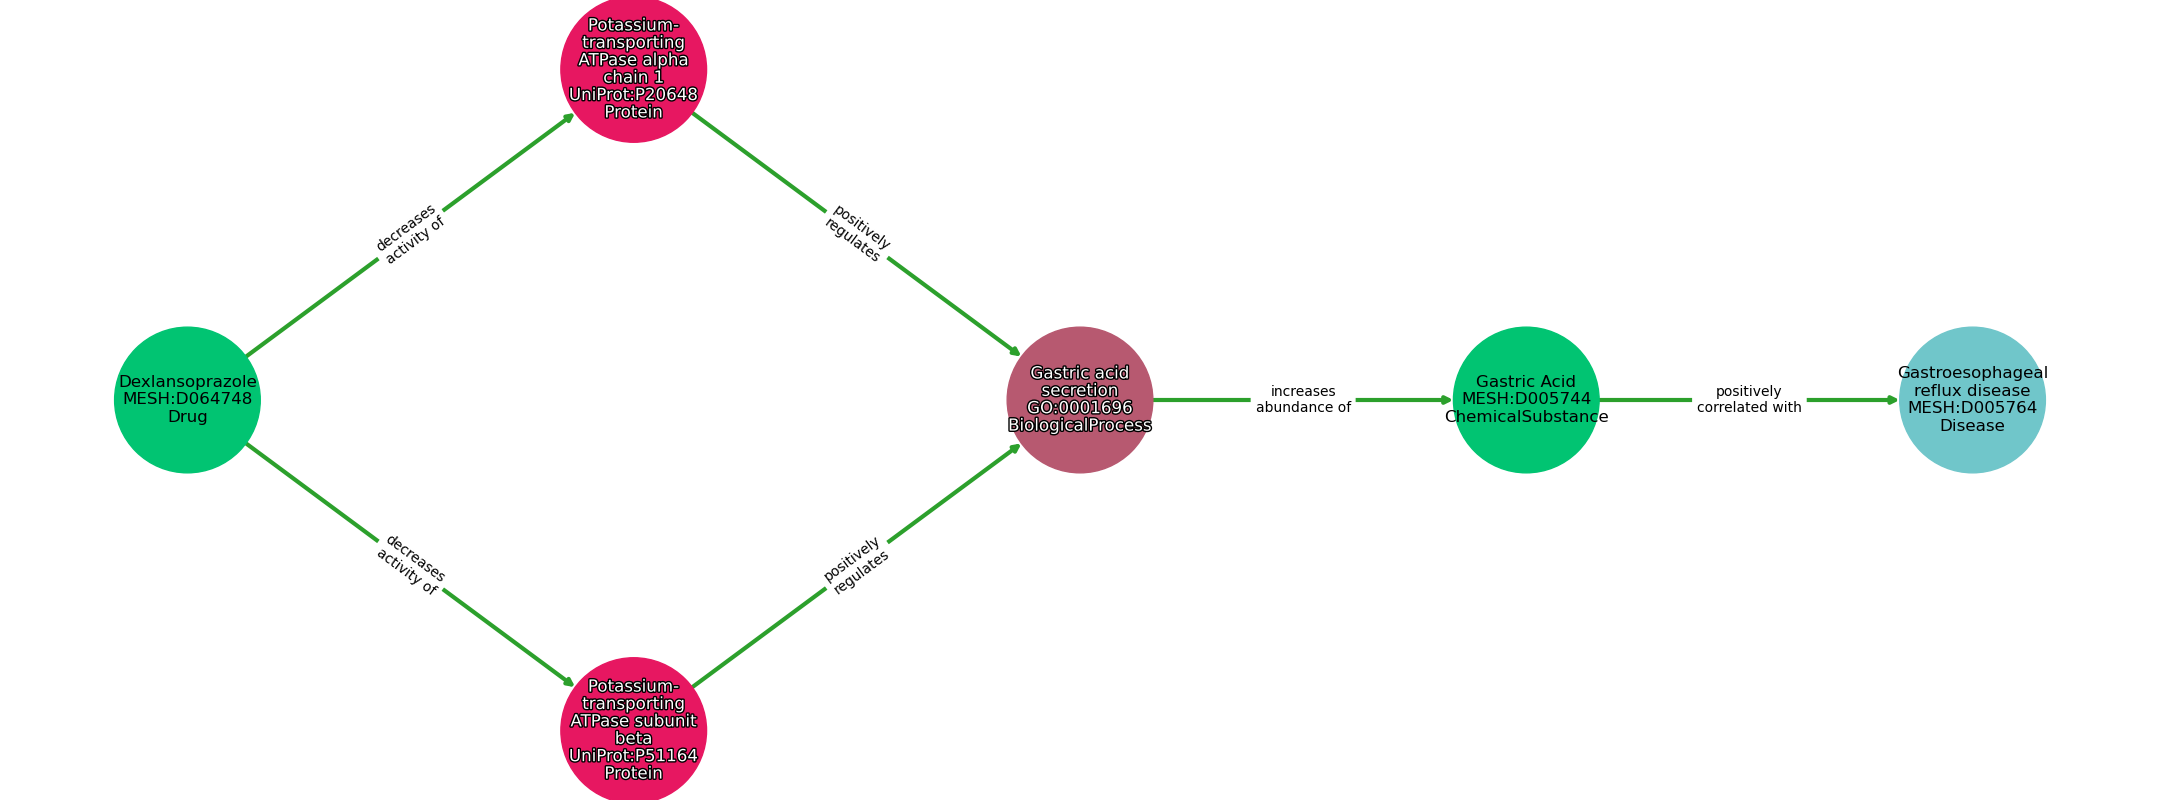 Potassium-
transporting
ATPase alpha
chain 1
UniProt:P20648
Protein
decreases
activity of
positively
regulates
Dexlansoprazole
MESH:D064748
Drug
Gastric acid
secretion
GO:0001696
BiologicalProcess
increases
abundance of
Gastric Acid
MESH:D005744
ChemicalSubstance
positively
correlated with
Gastroesophageal
reflux disease
MESH:D005764
Disease
decreases
activity of
positively
regulates
Potassium-
transporting
ATPase subunit
beta
UniProt:P51164
Protein